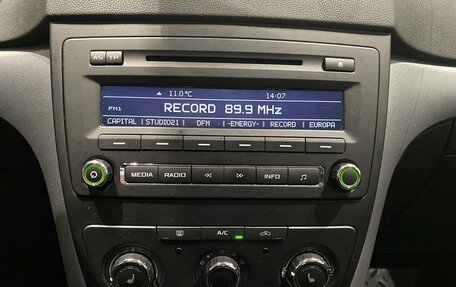 AS TP
11.0°C 14:07
FM1 RECORD 89.9 MHz
CAPITAL |STUDIO21| DFM |-ENERGY-| RECORD | EUROPA
MEDIA RADIO INFO
A/C